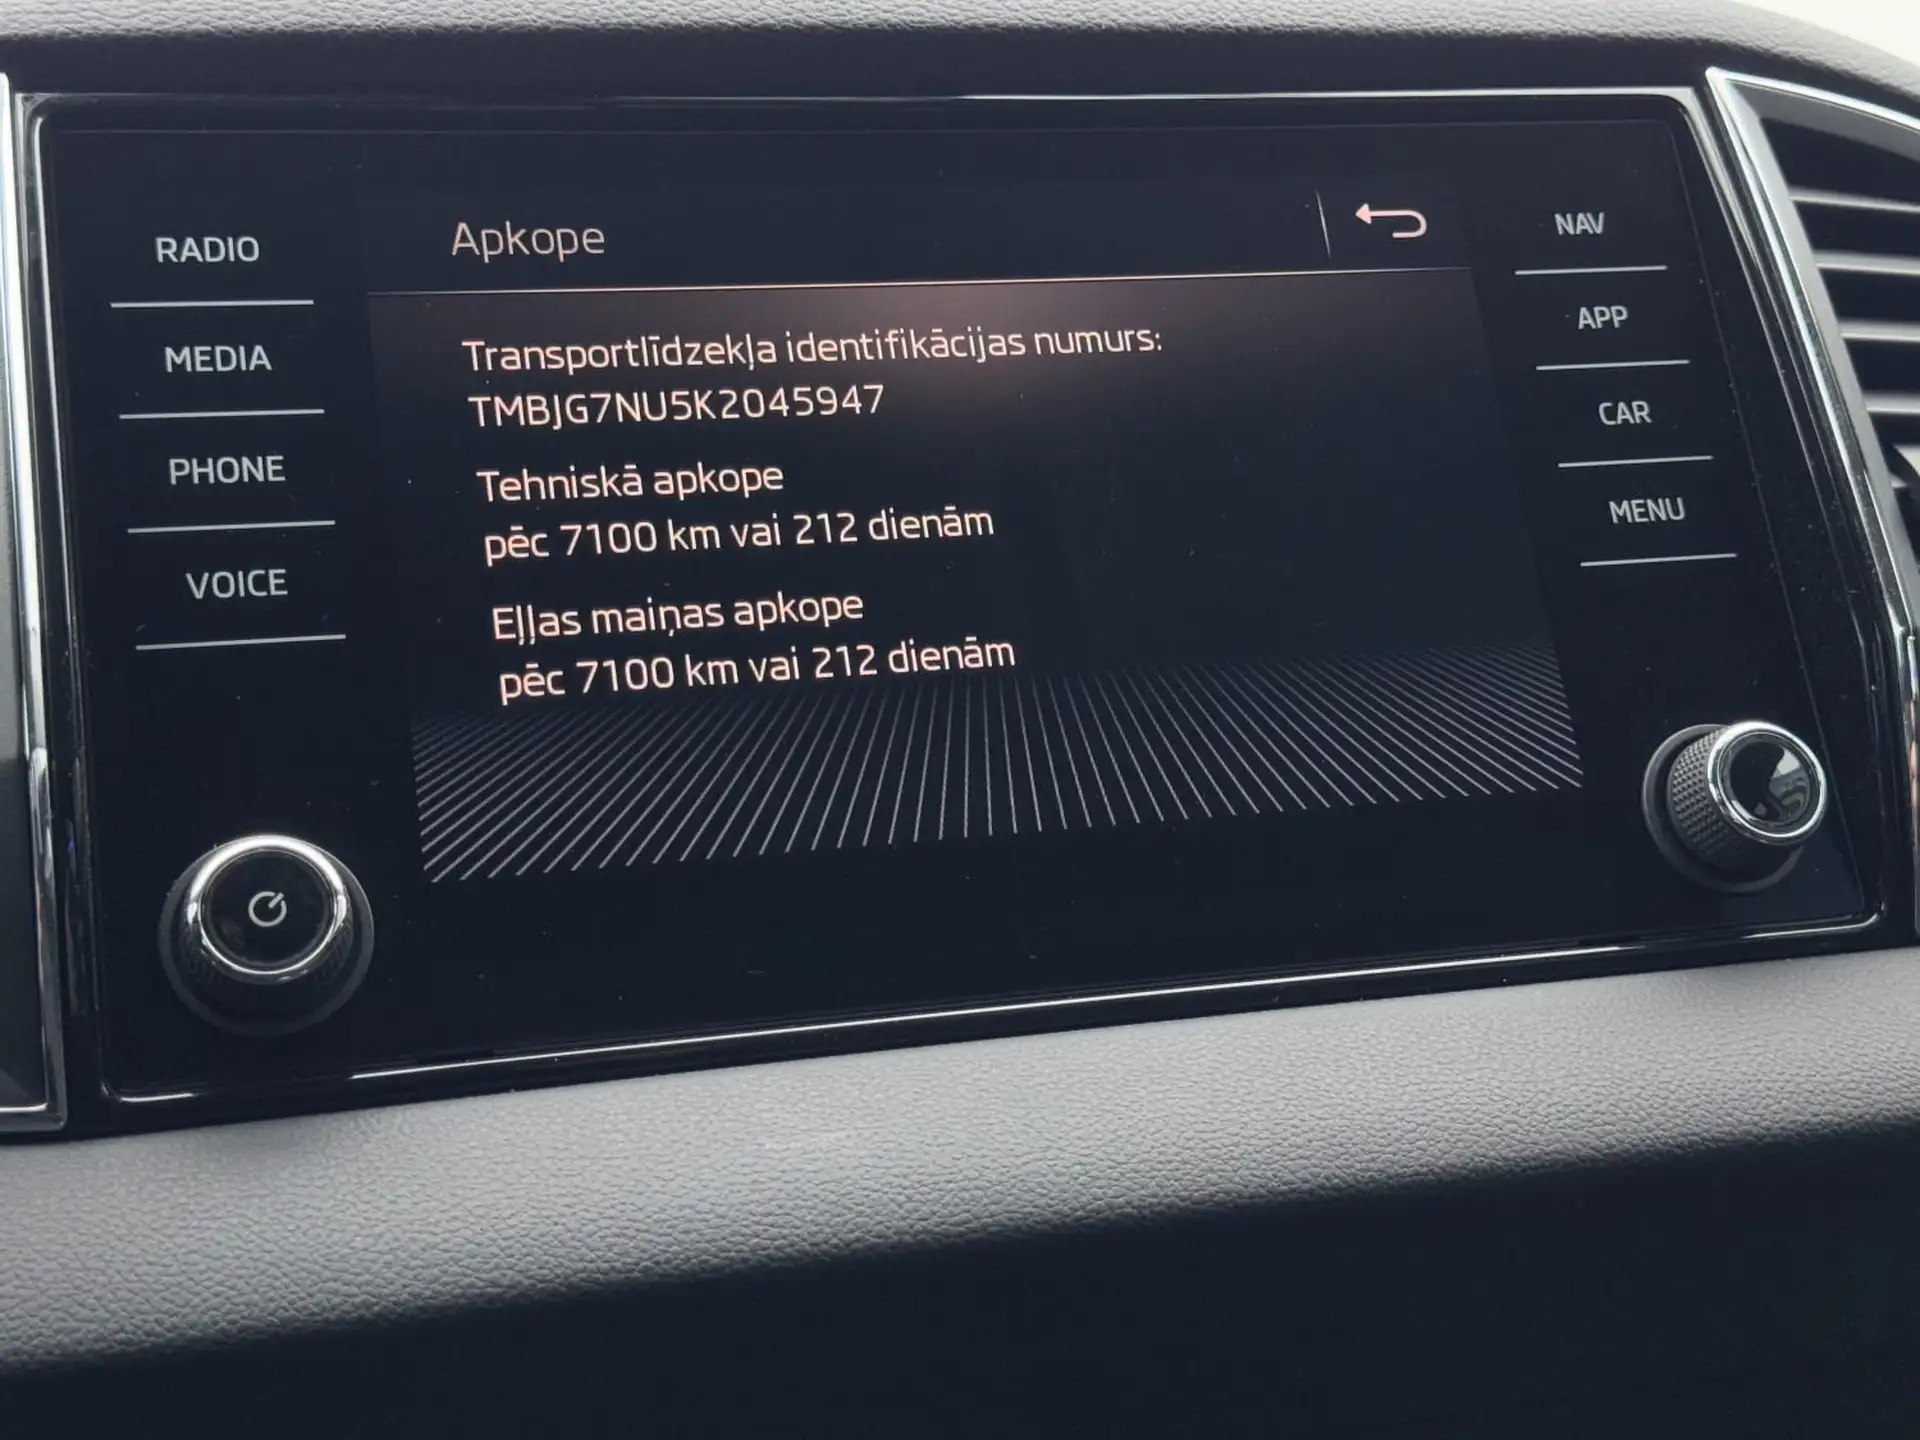 Apkope
RADIO
MEDIA
PHONE
VOICE
Transportlīdzekļa identifikācijas numurs:
TMBJG7NU5K2045947
Tehniskā apkope
pēc 7100 km vai 212 dienām
Eļļas maiņas apkope
pēc 7100 km vai 212 dienām
NAV
APP
CAR
MENU